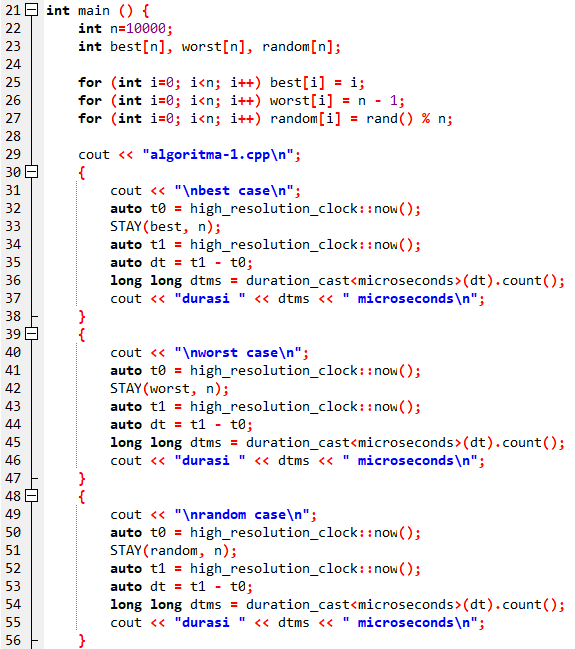 21 int main () {
22     int n=10000;
23     int best[n], worst[n], random[n];
24
25     for (int i=0; i<n; i++) best[i] = i;
26     for (int i=0; i<n; i++) worst[i] = n - 1;
27     for (int i=0; i<n; i++) random[i] = rand() % n;
28
29     cout << "algoritma-1.cpp\n";
30     {
31         cout << "\nbest case\n";
32         auto t0 = high_resolution_clock::now();
33         STAY(best, n);
34         auto t1 = high_resolution_clock::now();
35         auto dt = t1 - t0;
36         long long dtms = duration_cast<microseconds>(dt).count();
37         cout << "durasi " << dtms << " microseconds\n";
38     }
39     {
40         cout << "\nworst case\n";
41         auto t0 = high_resolution_clock::now();
42         STAY(worst, n);
43         auto t1 = high_resolution_clock::now();
44         auto dt = t1 - t0;
45         long long dtms = duration_cast<microseconds>(dt).count();
46         cout << "durasi " << dtms << " microseconds\n";
47     }
48     {
49         cout << "\nrandom case\n";
50         auto t0 = high_resolution_clock::now();
51         STAY(random, n);
52         auto t1 = high_resolution_clock::now();
53         auto dt = t1 - t0;
54         long long dtms = duration_cast<microseconds>(dt).count();
55         cout << "durasi " << dtms << " microseconds\n";
56     }